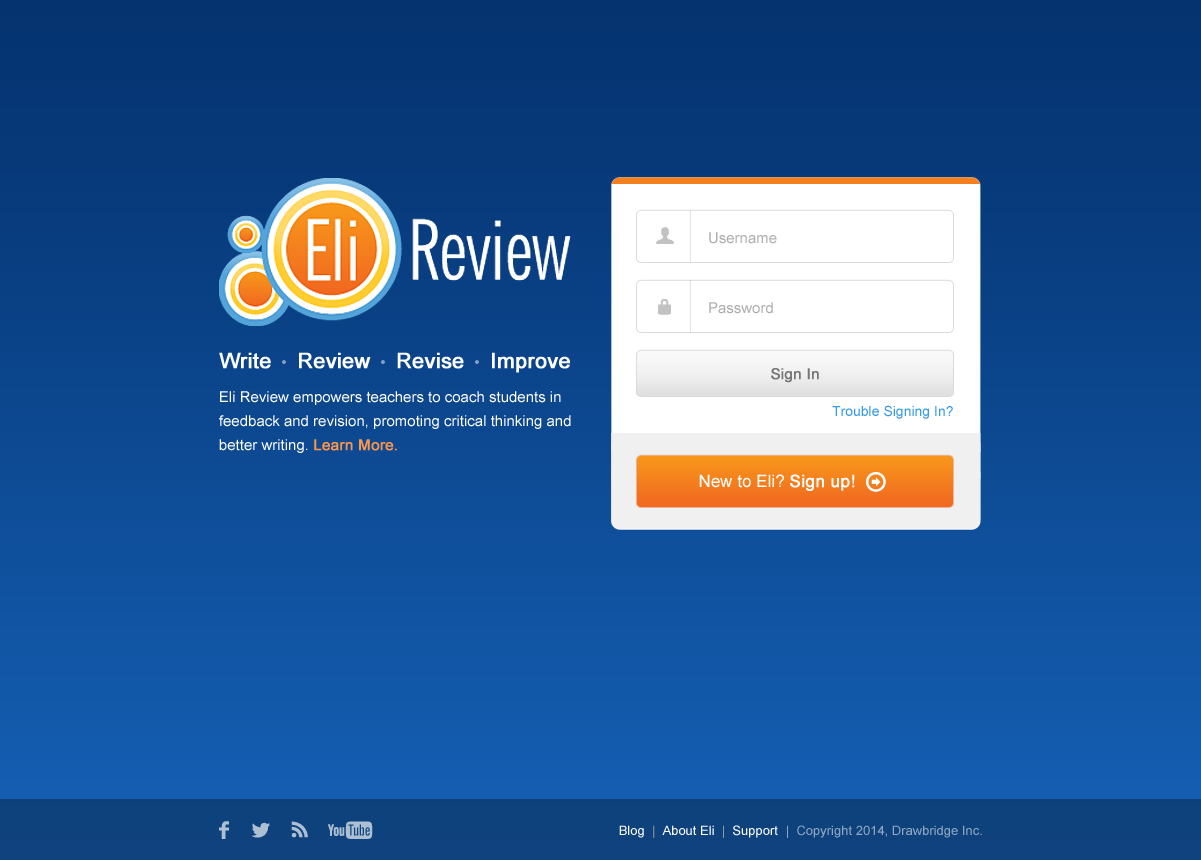 Eli Review
Write • Review • Revise • Improve
Eli Review empowers teachers to coach students in
feedback and revision, promoting critical thinking and
better writing. Learn More.
Username
Password
Sign In
Trouble Signing In?
New to Eli? Sign up!
YouTube
Blog | About Eli | Support | Copyright 2014, Drawbridge Inc.